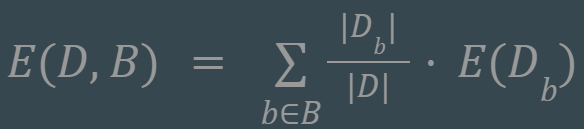 E(D, B) = ∑_{b∈B} |D_b| / |D| · E(D_b)